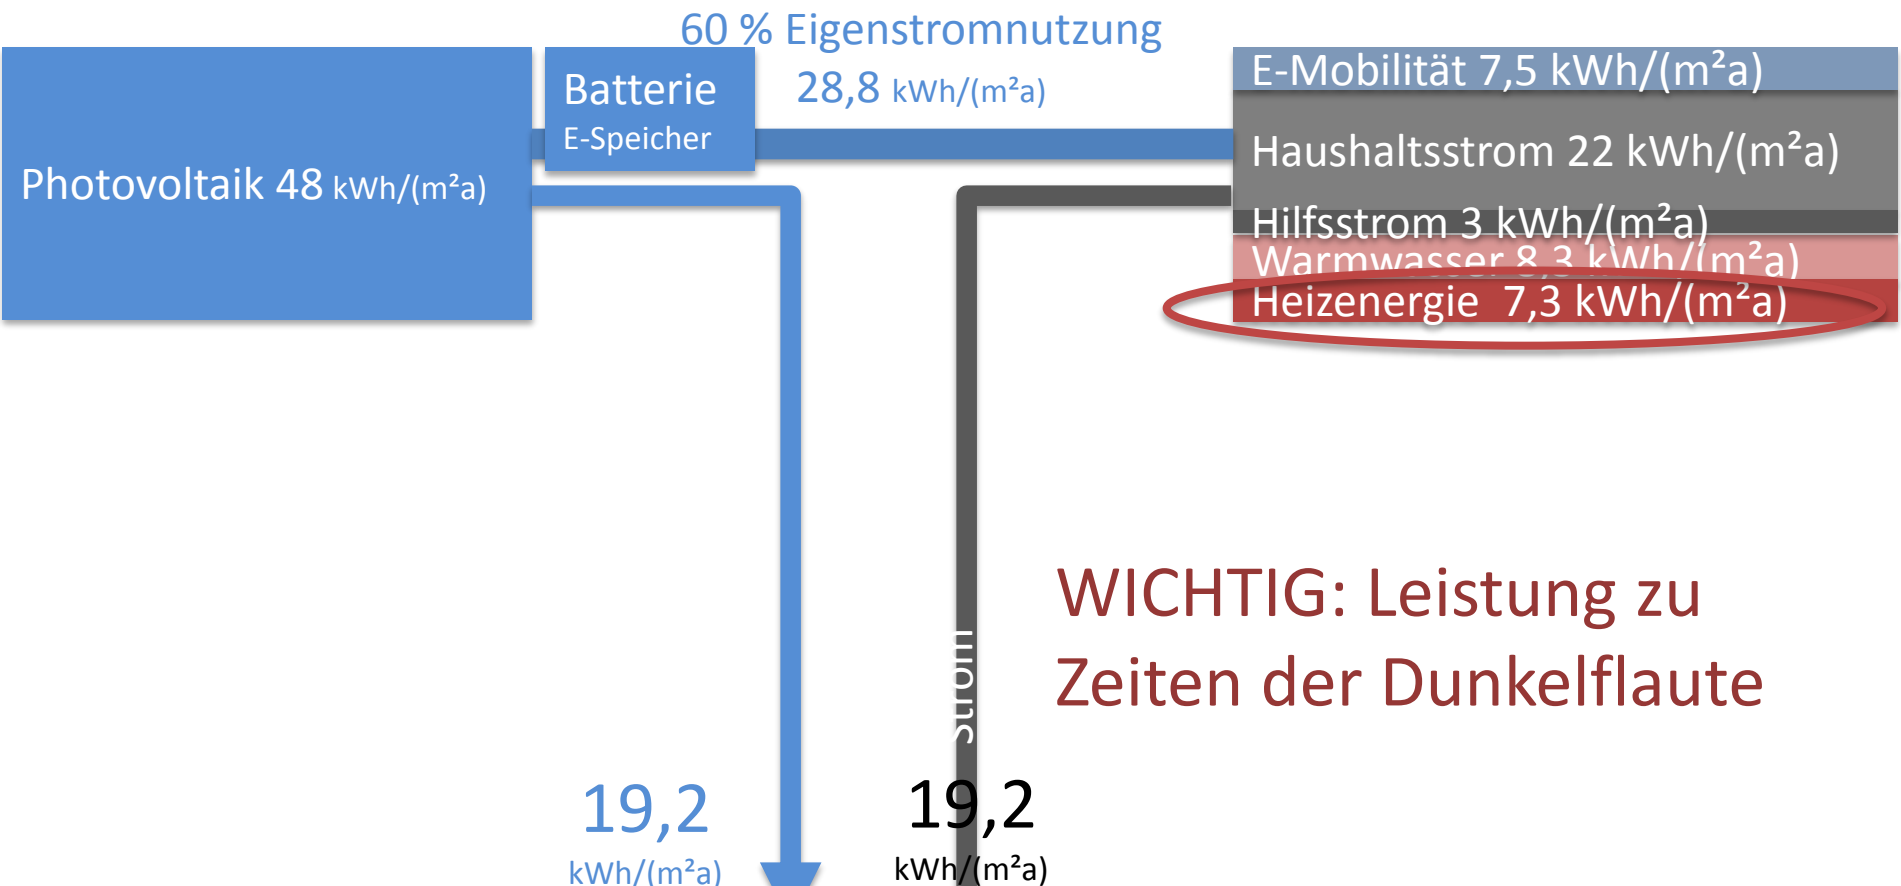 60 % Eigenstromnutzung
28,8 kWh/(m²a)
Photovoltaik 48 kWh/(m²a)
Batterie
E-Speicher
E-Mobilität 7,5 kWh/(m²a)
Haushaltsstrom 22 kWh/(m²a)
Hilfsstrom 3 kWh/(m²a)
Warmwasser 8,3 kWh/(m²a)
Heizenergie 7,3 kWh/(m²a)
WICHTIG: Leistung zu
Zeiten der Dunkelflaute
Strom
19,2
kWh/(m²a)
19,2
kWh/(m²a)